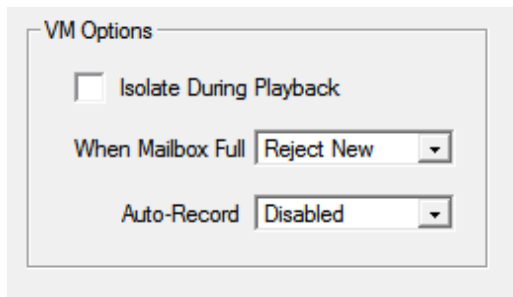 VM Options
Isolate During Playback
When Mailbox Full Reject New
Auto-Record Disabled